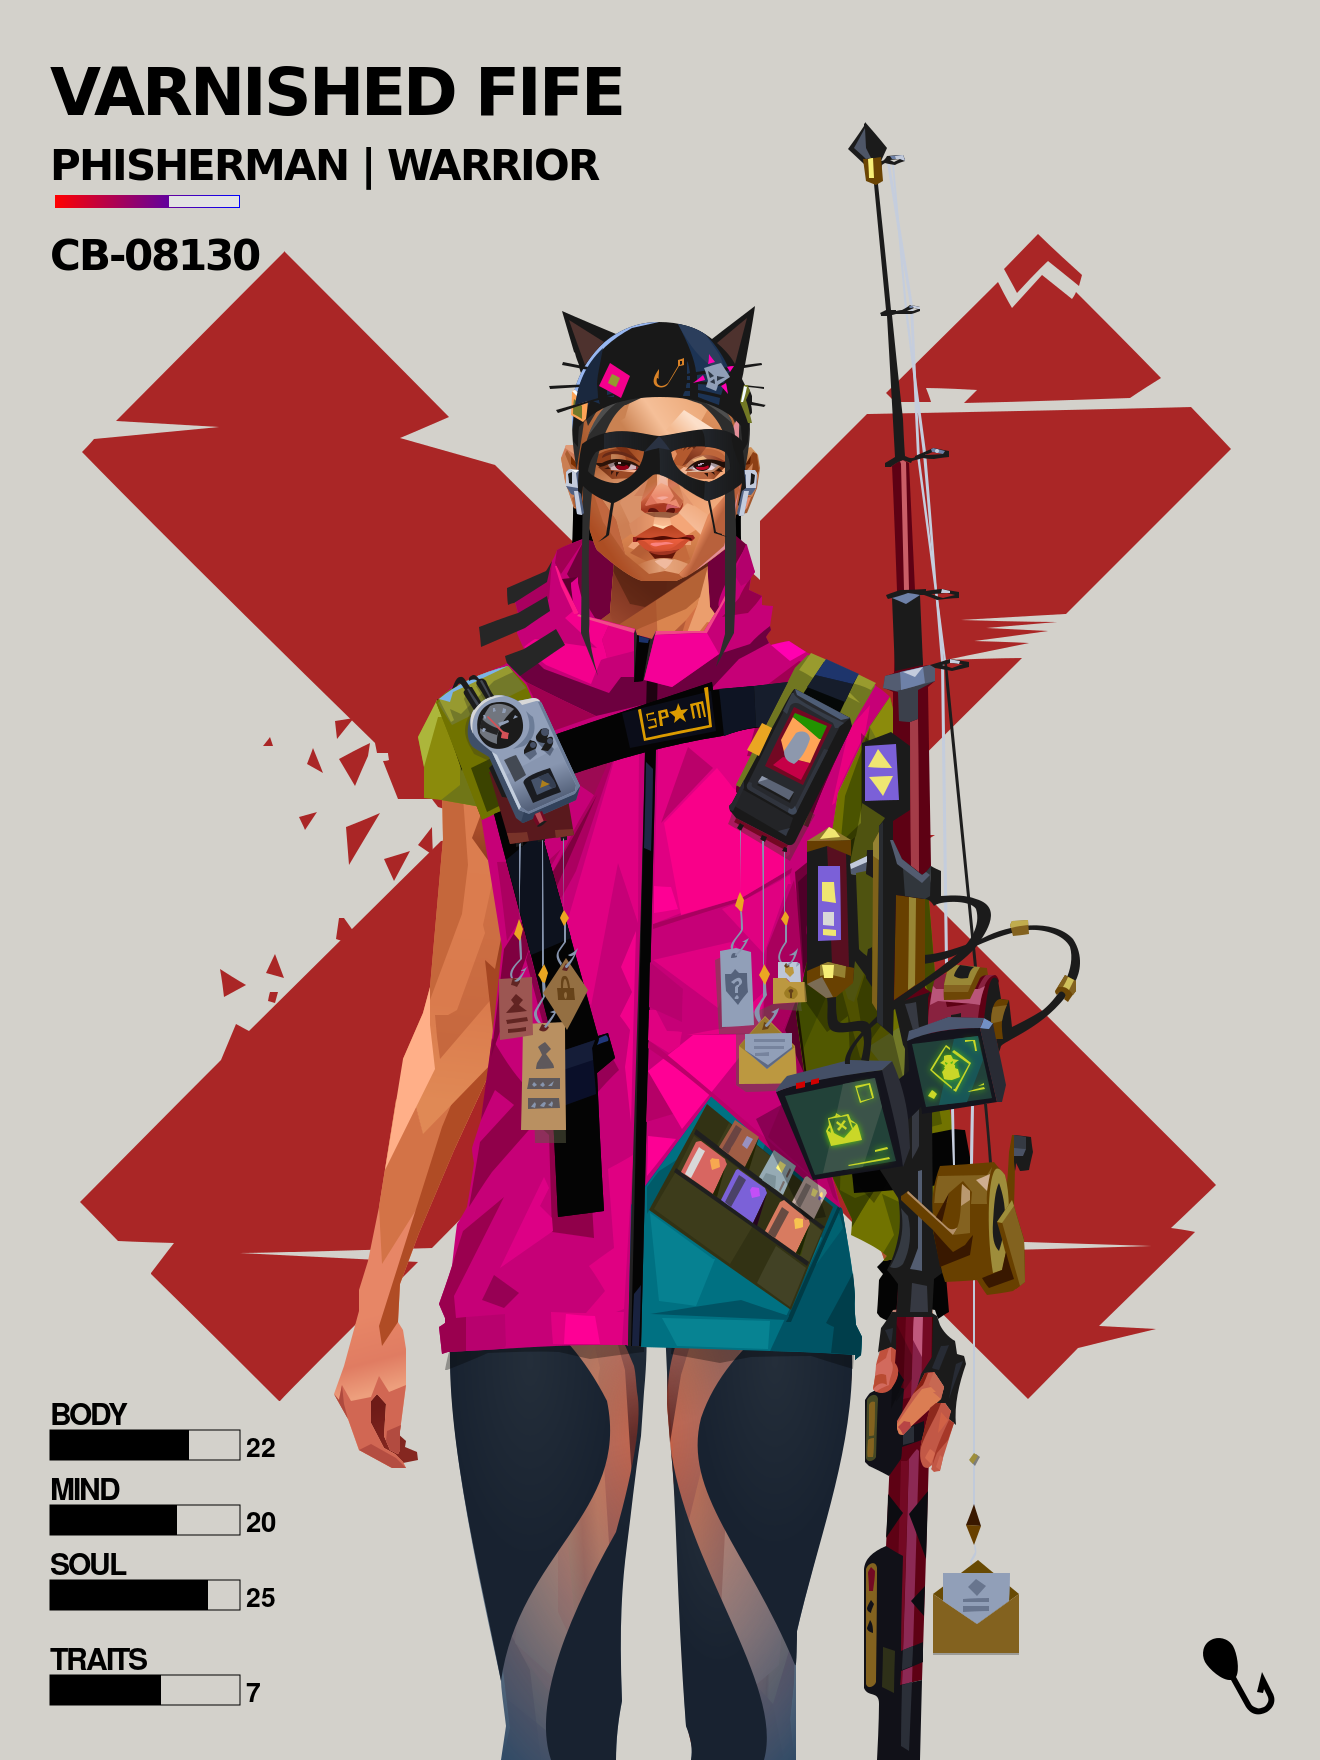 VARNISHED FIFE
PHISHERMAN | WARRIOR
CB-08130
SP★M
?
BODY
22
MIND
20
SOUL
25
TRAITS
7